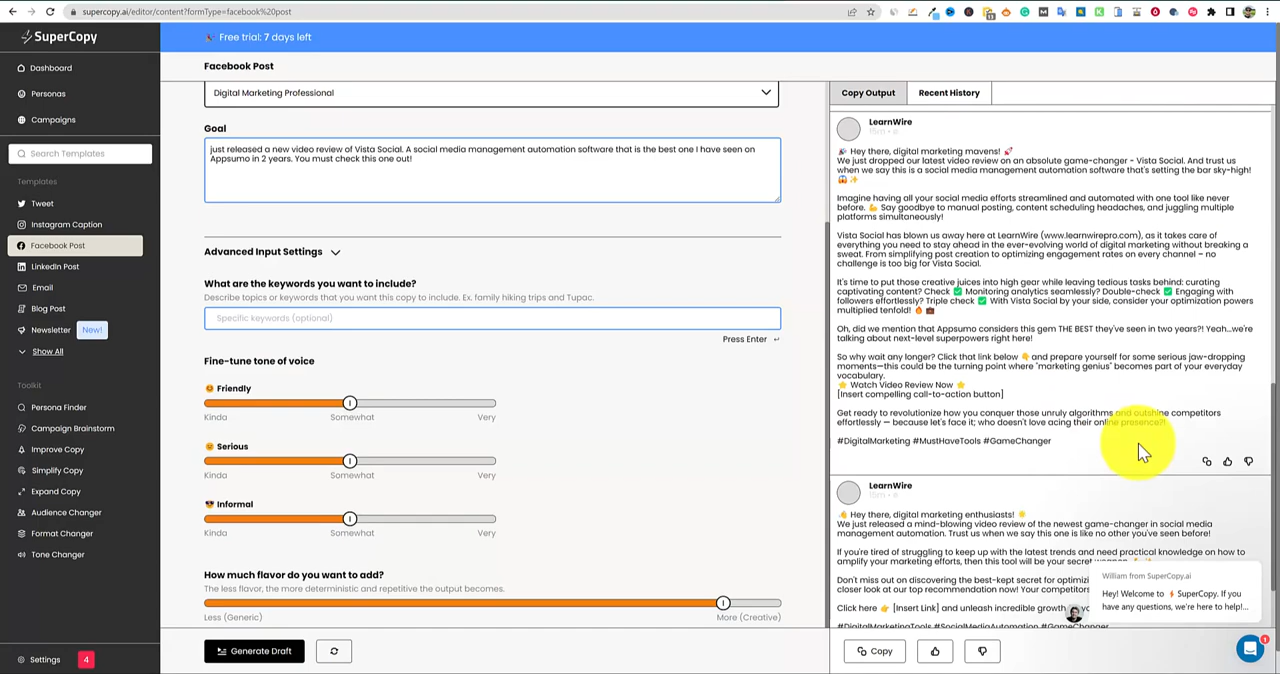 supercopy.ai/editor/content?formType=facebook%20post
SuperCopy
Free trial: 7 days left
Dashboard
Personas
Campaigns
Search Templates
Templates
Tweet
Instagram Caption
Facebook Post
LinkedIn Post
Email
Blog Post
Newsletter
New!
Show All
Toolkit
Persona Finder
Campaign Brainstorm
Improve Copy
Simplify Copy
Expand Copy
Audience Changer
Format Changer
Tone Changer
Settings
4
Facebook Post
Digital Marketing Professional
Goal
just released a new video review of Vista Social. A social media management automation software that is the best one I have seen on
Appsumo in 2 years. You must check this one out!
Advanced Input Settings
What are the keywords you want to include?
Describe topics or keywords that you want this copy to include. Ex. family hiking trips and Tupac.
Specific keywords (optional)
Press Enter ↵
Fine-tune tone of voice
😊 Friendly
Kinda Somewhat Very
😐 Serious
Kinda Somewhat Very
😎 Informal
Kinda Somewhat Very
How much flavor do you want to add?
The less flavor, the more deterministic and repetitive the output becomes.
Less (Generic) More (Creative)
Generate Draft
Copy Output
Recent History
LearnWire
15m
🎉 Hey there, digital marketing mavens! 🚀
We just dropped our latest video review on an absolute game-changer - Vista Social. And trust us
when we say this is a social media management automation software that's setting the bar sky-high!
😱✨
Imagine having all your social media efforts streamlined and automated with one tool like never
before. 💪 Say goodbye to manual posting, content scheduling headaches, and juggling multiple
platforms simultaneously!
Vista Social has blown us away here at LearnWire (www.learnwirepro.com), as it takes care of
everything you need to stay ahead in the ever-evolving world of digital marketing without breaking a
sweat. From simplifying post creation to optimizing engagement rates on every channel – no
challenge is too big for Vista Social.
It's time to put those creative juices into high gear while leaving tedious tasks behind: curating
captivating content? Check ✅ Monitoring analytics seamlessly? Double-check ✅ Engaging with
followers effortlessly? Triple check ✅ With Vista Social by your side, consider your optimization powers
multiplied tenfold! 🔥💼
Oh, did we mention that Appsumo considers this gem THE BEST they've seen in two years?! Yeah...we're
talking about next-level superpowers right here!
So why wait any longer? Click that link below 👇 and prepare yourself for some serious jaw-dropping
moments—this could be the turning point where "marketing genius" becomes part of your everyday
vocabulary.
⭐ Watch Video Review Now ⭐
[Insert compelling call-to-action button]
Get ready to revolutionize how you conquer those unruly algorithms and outshine competitors
effortlessly — because let's face it; who doesn't love acing their online presence?!
#DigitalMarketing #MustHaveTools #GameChanger
LearnWire
15m
👋 Hey there, digital marketing enthusiasts! 🌟
We just released a mind-blowing video review of the newest game-changer in social media
management automation. Trust us when we say this one is like no other you've seen before!
If you're tired of struggling to keep up with the latest trends and need practical knowledge on how to
amplify your marketing efforts, then this tool will be your secret
Don't miss out on discovering the best-kept secret for optimiz
closer look at our top recommendation now! Your competitors
Click here 👉 [Insert Link] and unleash incredible growth
#DigitalMarketingTools #SocialMediaAutomation #GameChanger
William from SuperCopy.ai
Hey! Welcome to ⚡ SuperCopy. If you
have any questions, we're here to help!...
Copy
1